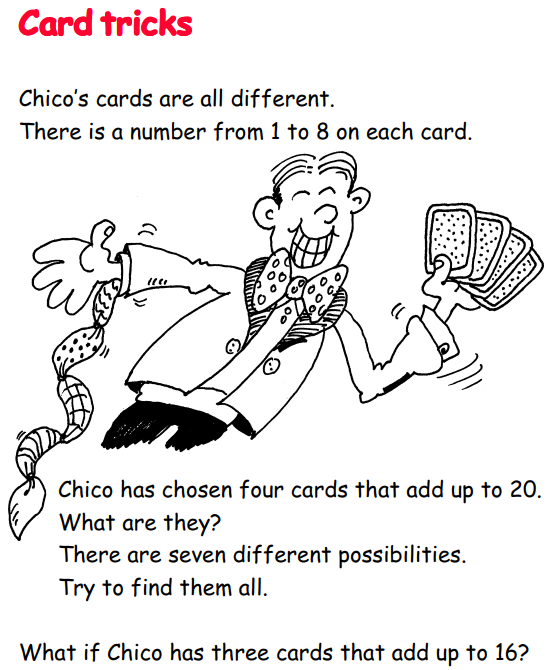 Card tricks
Chico's cards are all different.
There is a number from 1 to 8 on each card.
Chico has chosen four cards that add up to 20.
What are they?
There are seven different possibilities.
Try to find them all.
What if Chico has three cards that add up to 16?